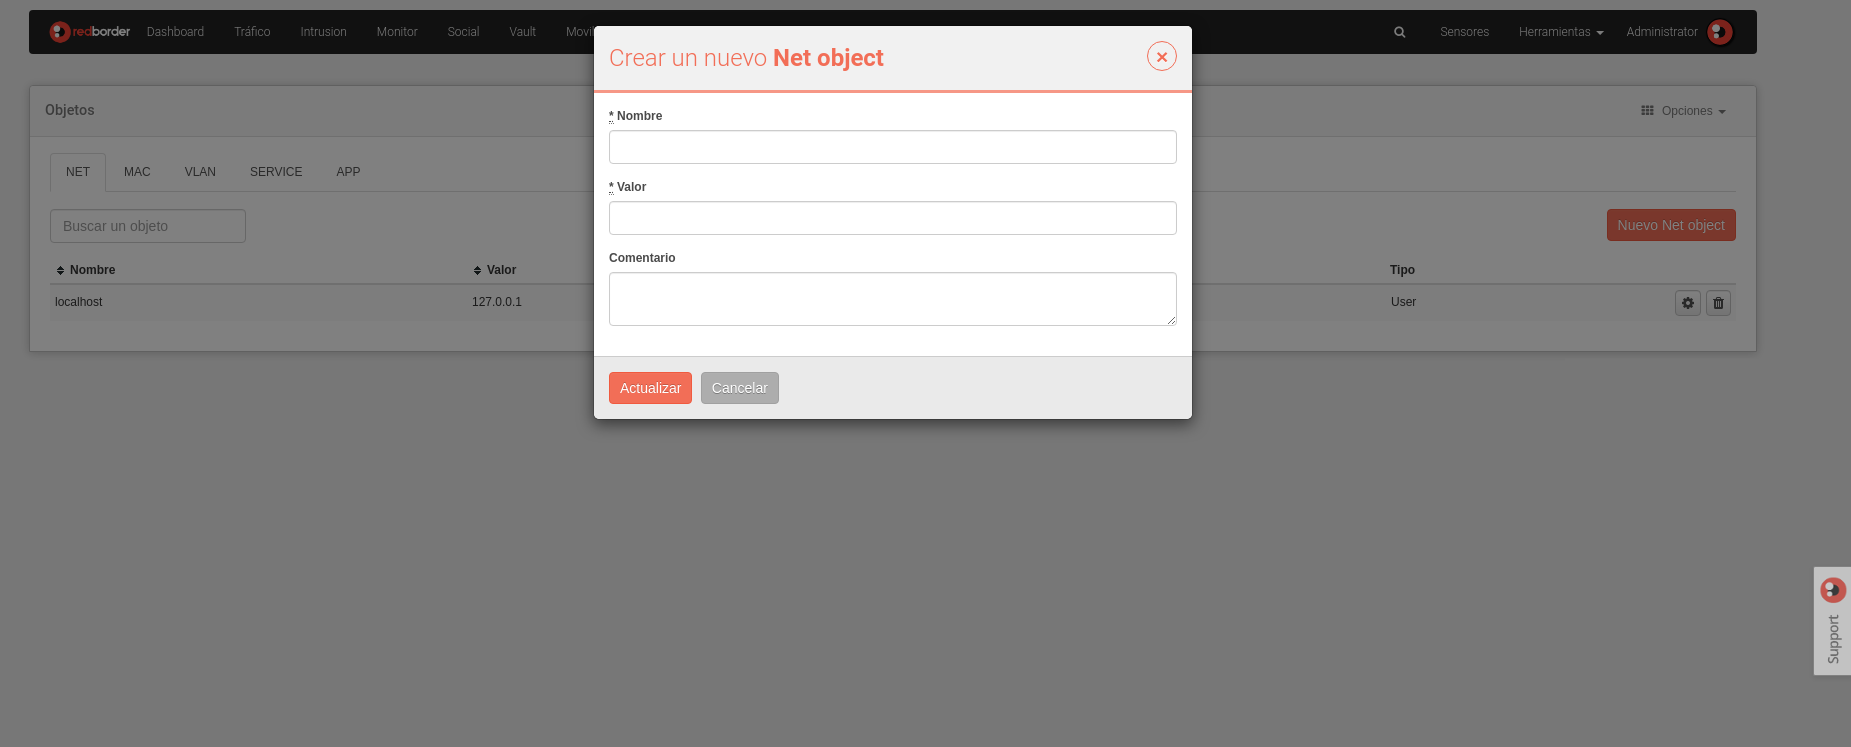 redborder Dashboard Tráfico Intrusion Monitor Social Vault Sensores Herramientas Administrator
Crear un nuevo Net object
Objetos
Opciones
* Nombre
NET MAC VLAN SERVICE APP
* Valor
Buscar un objeto
Nuevo Net object
Comentario
Nombre Valor Tipo
localhost 127.0.0.1 User
Actualizar Cancelar
Support